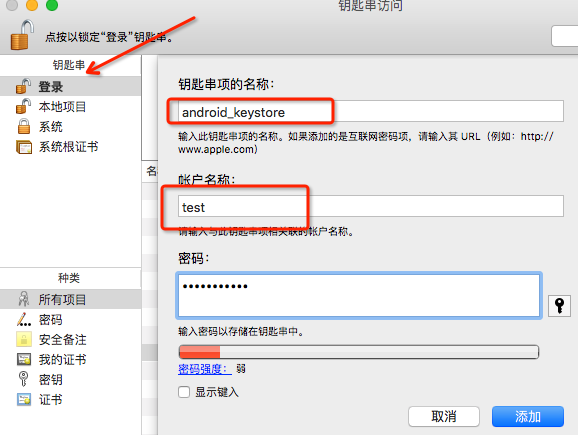 钥匙串访问
点按以锁定“登录”钥匙串。
钥匙串
登录
本地项目
系统
系统根证书
种类
所有项目
密码
安全备注
我的证书
密钥
证书
名
钥匙串项的名称：
android_keystore
输入此钥匙串项的名称。如果添加的是互联网密码项，请输入其 URL（例如：http://
www.apple.com）
帐户名称：
test
请输入与此钥匙串项相关联的帐户名称。
密码：
•••••••••••
输入密码以存储在钥匙串中。
密码强度： 弱
显示键入
取消
添加